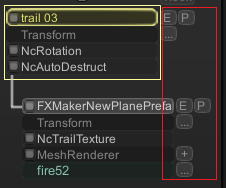 trail 03 E P
Transform ...
NcRotation
NcAutoDestruct
FXMakerNewPlanePrefa E P
Transform ...
NcTrailTexture
MeshRenderer +
fire52 ...